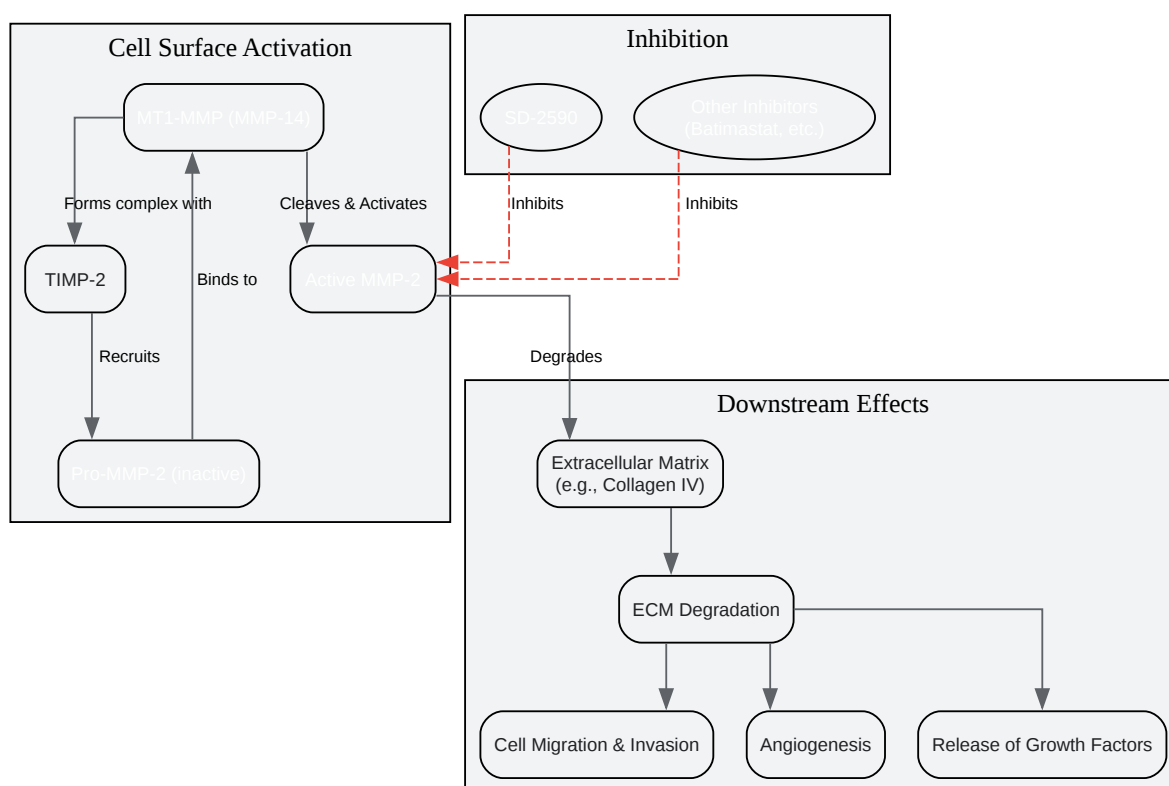 Cell Surface Activation
MT1-MMP (MMP-14)
Forms complex with
Cleaves & Activates
TIMP-2
Binds to
Active MMP-2
Recruits
Pro-MMP-2 (inactive)
Inhibition
SD-2590
Other Inhibitors
(Batimastat, etc.)
Inhibits
Inhibits
Degrades
Downstream Effects
Extracellular Matrix
(e.g., Collagen IV)
ECM Degradation
Cell Migration & Invasion
Angiogenesis
Release of Growth Factors